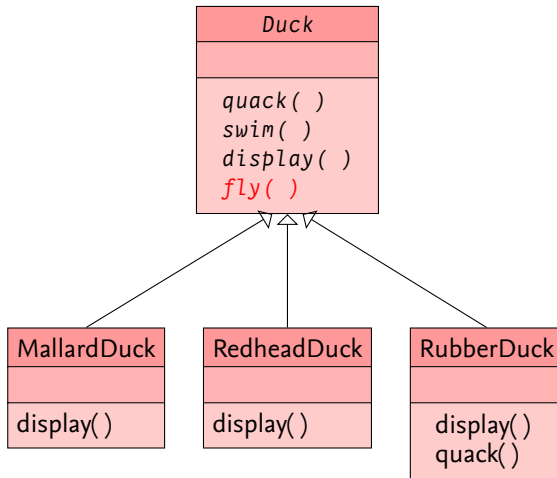 Duck
quack( )
swim( )
display( )
fly( )
MallardDuck
display()
RedheadDuck
display()
RubberDuck
display()
quack()